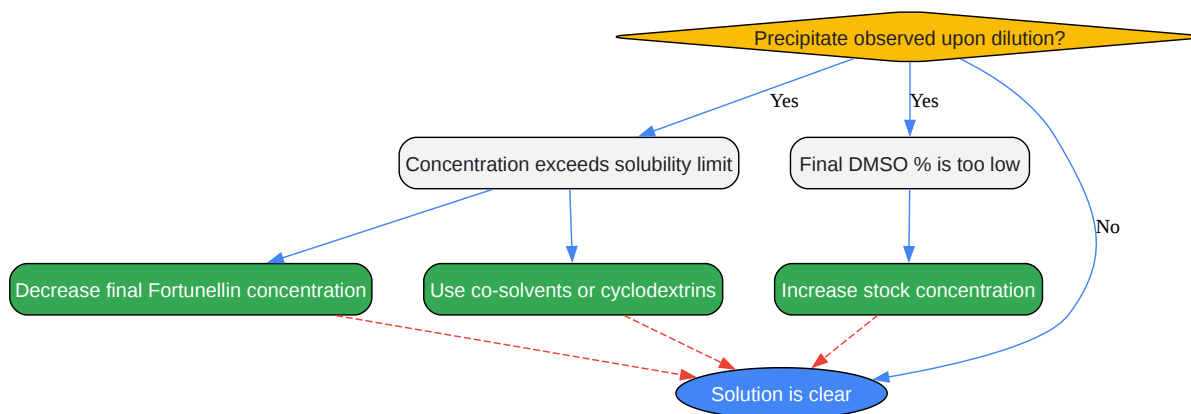 Precipitate observed upon dilution?
Yes
Yes
Concentration exceeds solubility limit
Final DMSO % is too low
No
Decrease final Fortunellin concentration
Use co-solvents or cyclodextrins
Increase stock concentration
Solution is clear